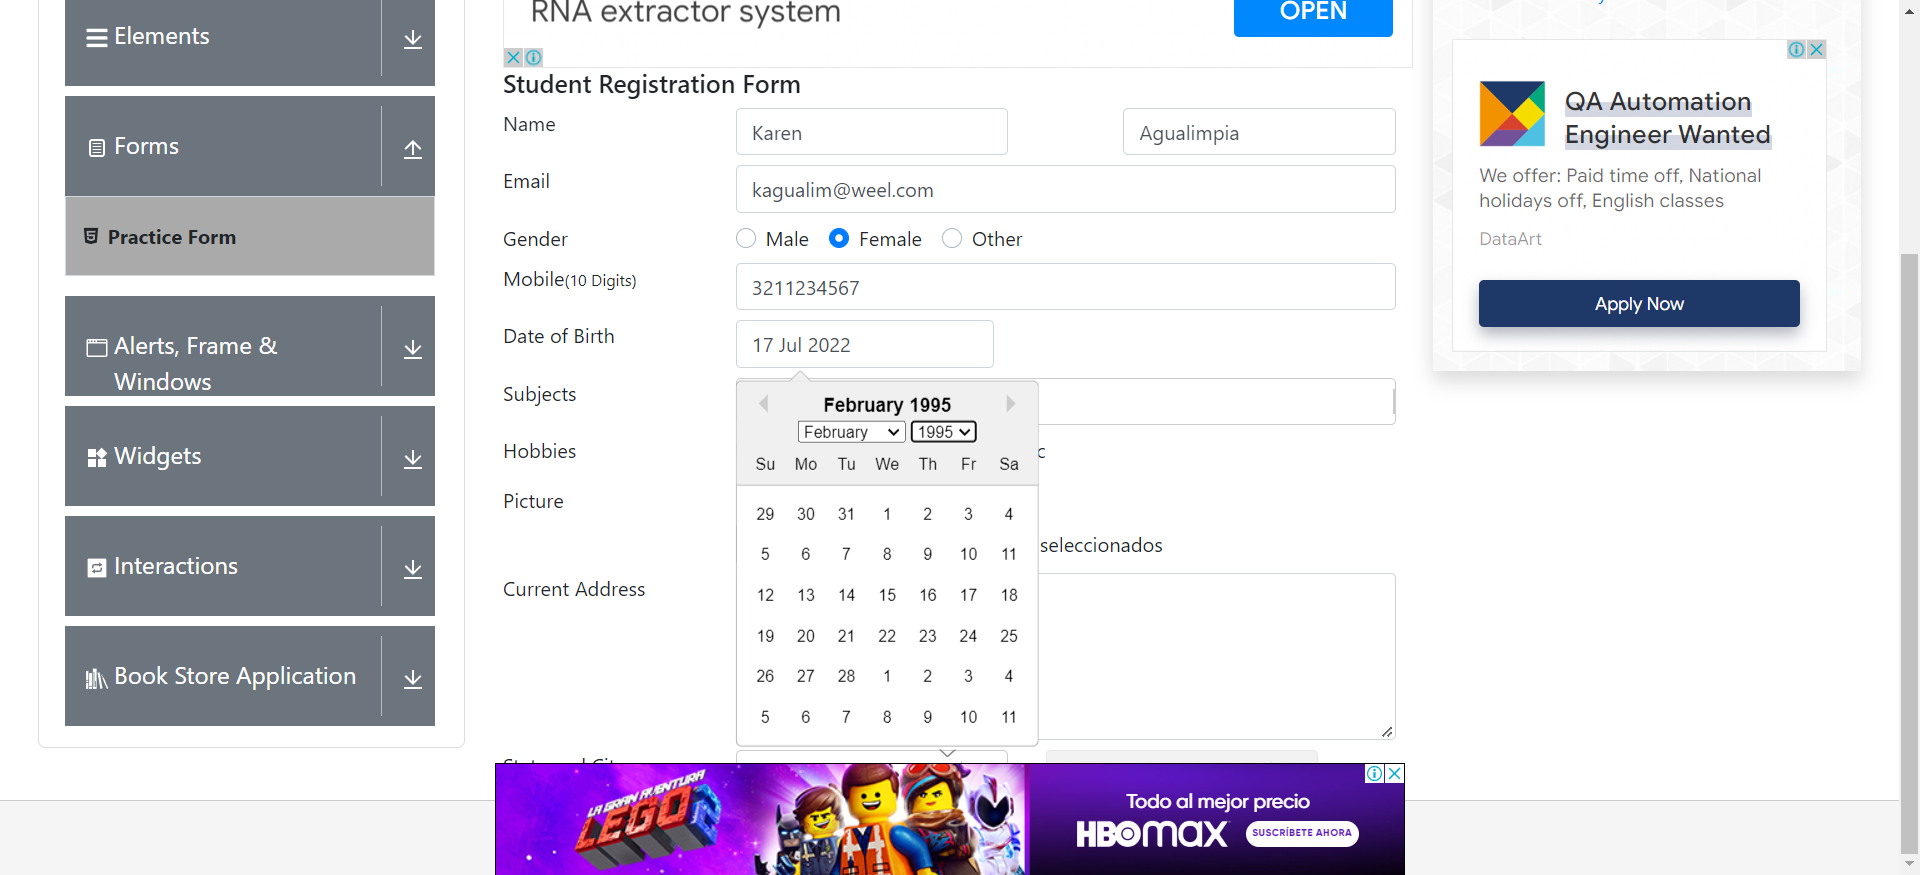 Elements
Forms
Practice Form
Alerts, Frame &
Windows
Widgets
Interactions
Book Store Application
RNA extractor system
OPEN
Student Registration Form
Name
Karen
Agualimpia
Email
kagualim@weel.com
Gender
Male
Female
Other
Mobile(10 Digits)
3211234567
Date of Birth
17 Jul 2022
Subjects
February 1995
February
1995
Hobbies
c
Su Mo Tu We Th Fr Sa
Picture
29 30 31 1 2 3 4
seleccionados
5 6 7 8 9 10 11
Current Address
12 13 14 15 16 17 18
19 20 21 22 23 24 25
26 27 28 1 2 3 4
5 6 7 8 9 10 11
LA GRAN AVENTURA
LEGO 2
Todo al mejor precio
HBOMAX
SUSCRÍBETE AHORA
QA Automation
Engineer Wanted
We offer: Paid time off, National
holidays off, English classes
DataArt
Apply Now